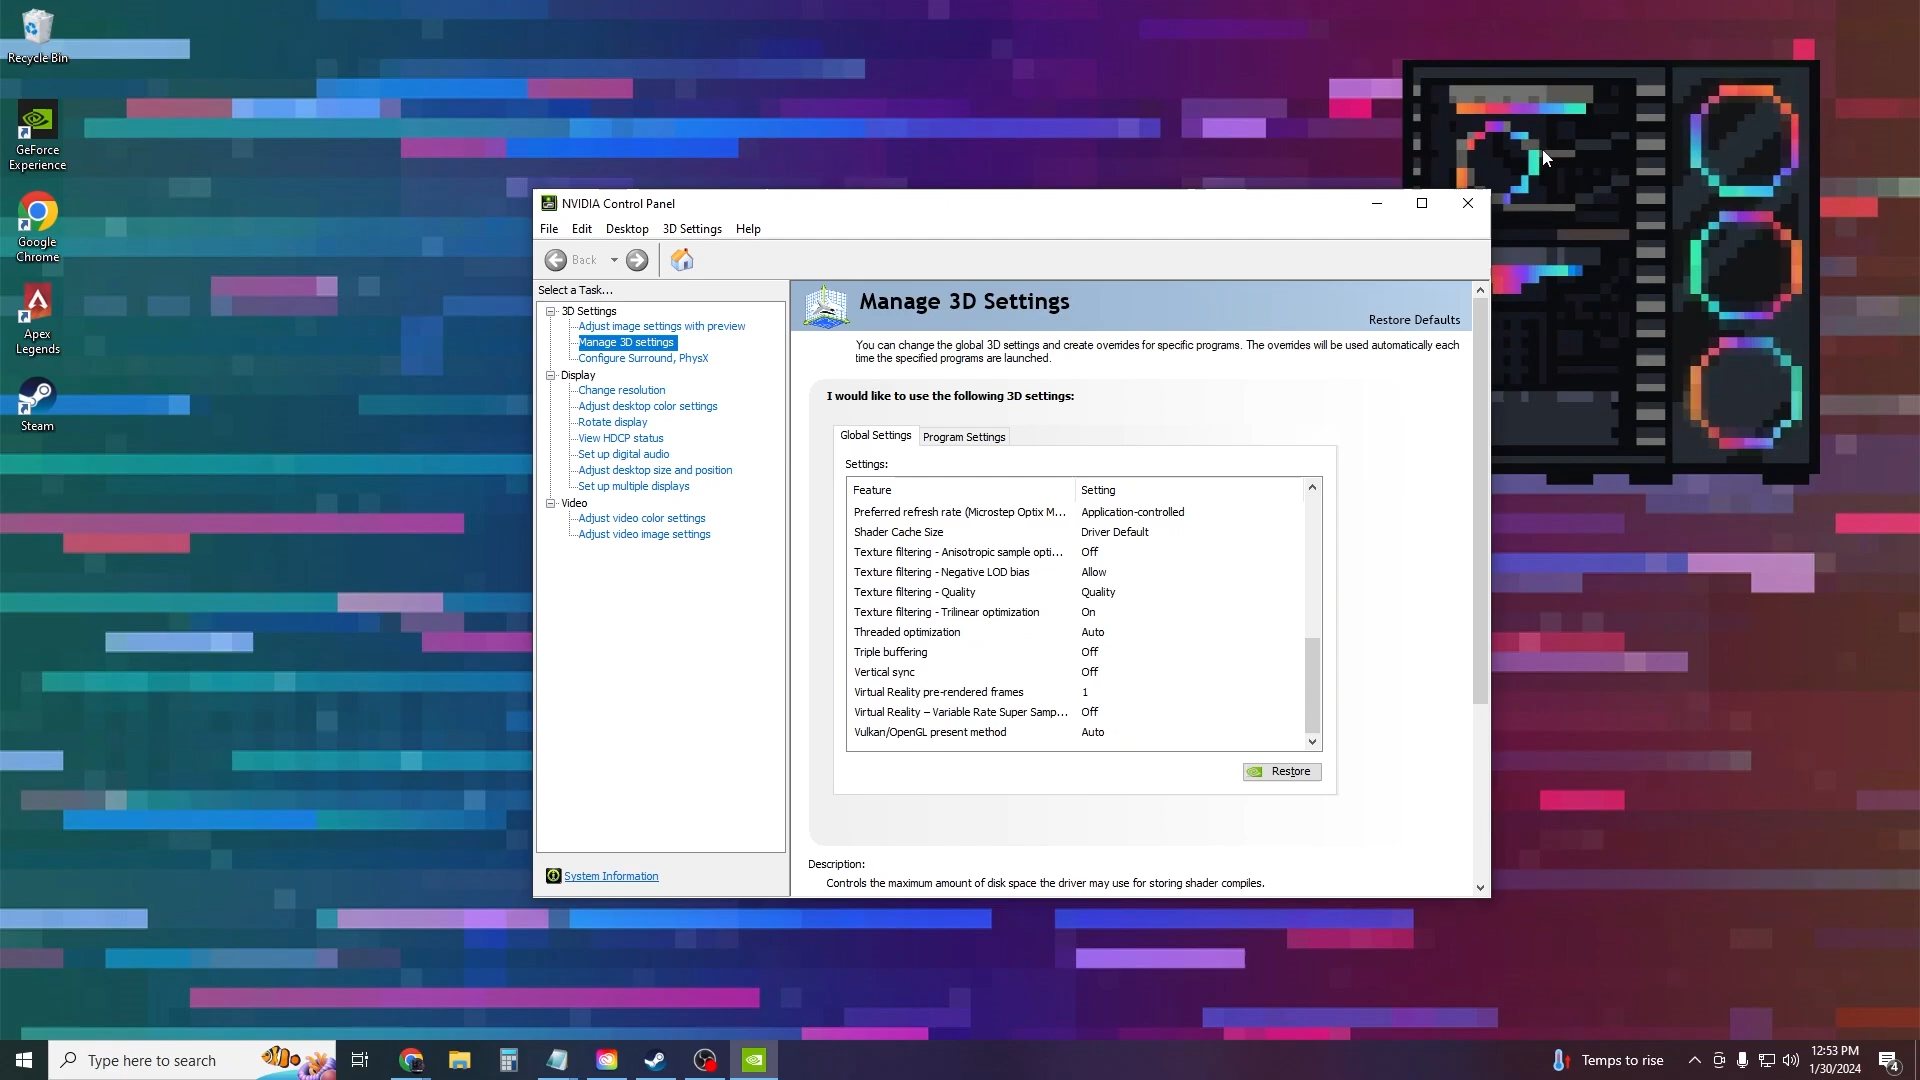 Recycle Bin
GeForce
Experience
Google
Chrome
Apex
Legends
Steam
NVIDIA Control Panel
File Edit Desktop 3D Settings Help
Back
Select a Task...
3D Settings
Adjust image settings with preview
Manage 3D settings
Configure Surround, PhysX
Display
Change resolution
Adjust desktop color settings
Rotate display
View HDCP status
Set up digital audio
Adjust desktop size and position
Set up multiple displays
Video
Adjust video color settings
Adjust video image settings
System Information
Manage 3D Settings
Restore Defaults
You can change the global 3D settings and create overrides for specific programs. The overrides will be used automatically each
time the specified programs are launched.
I would like to use the following 3D settings:
Global Settings Program Settings
Settings:
Feature Setting
Preferred refresh rate (Microstep Optix M... Application-controlled
Shader Cache Size Driver Default
Texture filtering - Anisotropic sample opti... Off
Texture filtering - Negative LOD bias Allow
Texture filtering - Quality Quality
Texture filtering - Trilinear optimization On
Threaded optimization Auto
Triple buffering Off
Vertical sync Off
Virtual Reality pre-rendered frames 1
Virtual Reality – Variable Rate Super Samp... Off
Vulkan/OpenGL present method Auto
Restore
Description:
Controls the maximum amount of disk space the driver may use for storing shader compiles.
Type here to search
Temps to rise
12:53 PM
1/30/2024
4